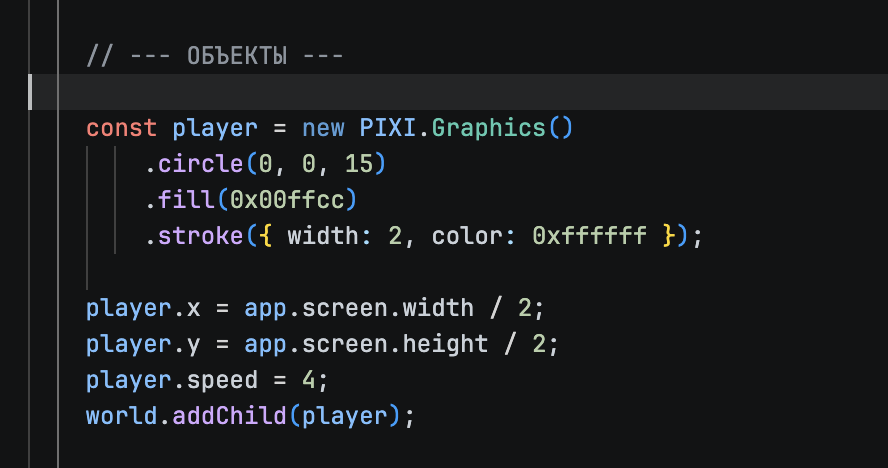 // --- ОБЪЕКТЫ ---
const player = new PIXI.Graphics()
.circle(0, 0, 15)
.fill(0x00ffcc)
.stroke({ width: 2, color: 0xffffff });
player.x = app.screen.width / 2;
player.y = app.screen.height / 2;
player.speed = 4;
world.addChild(player);